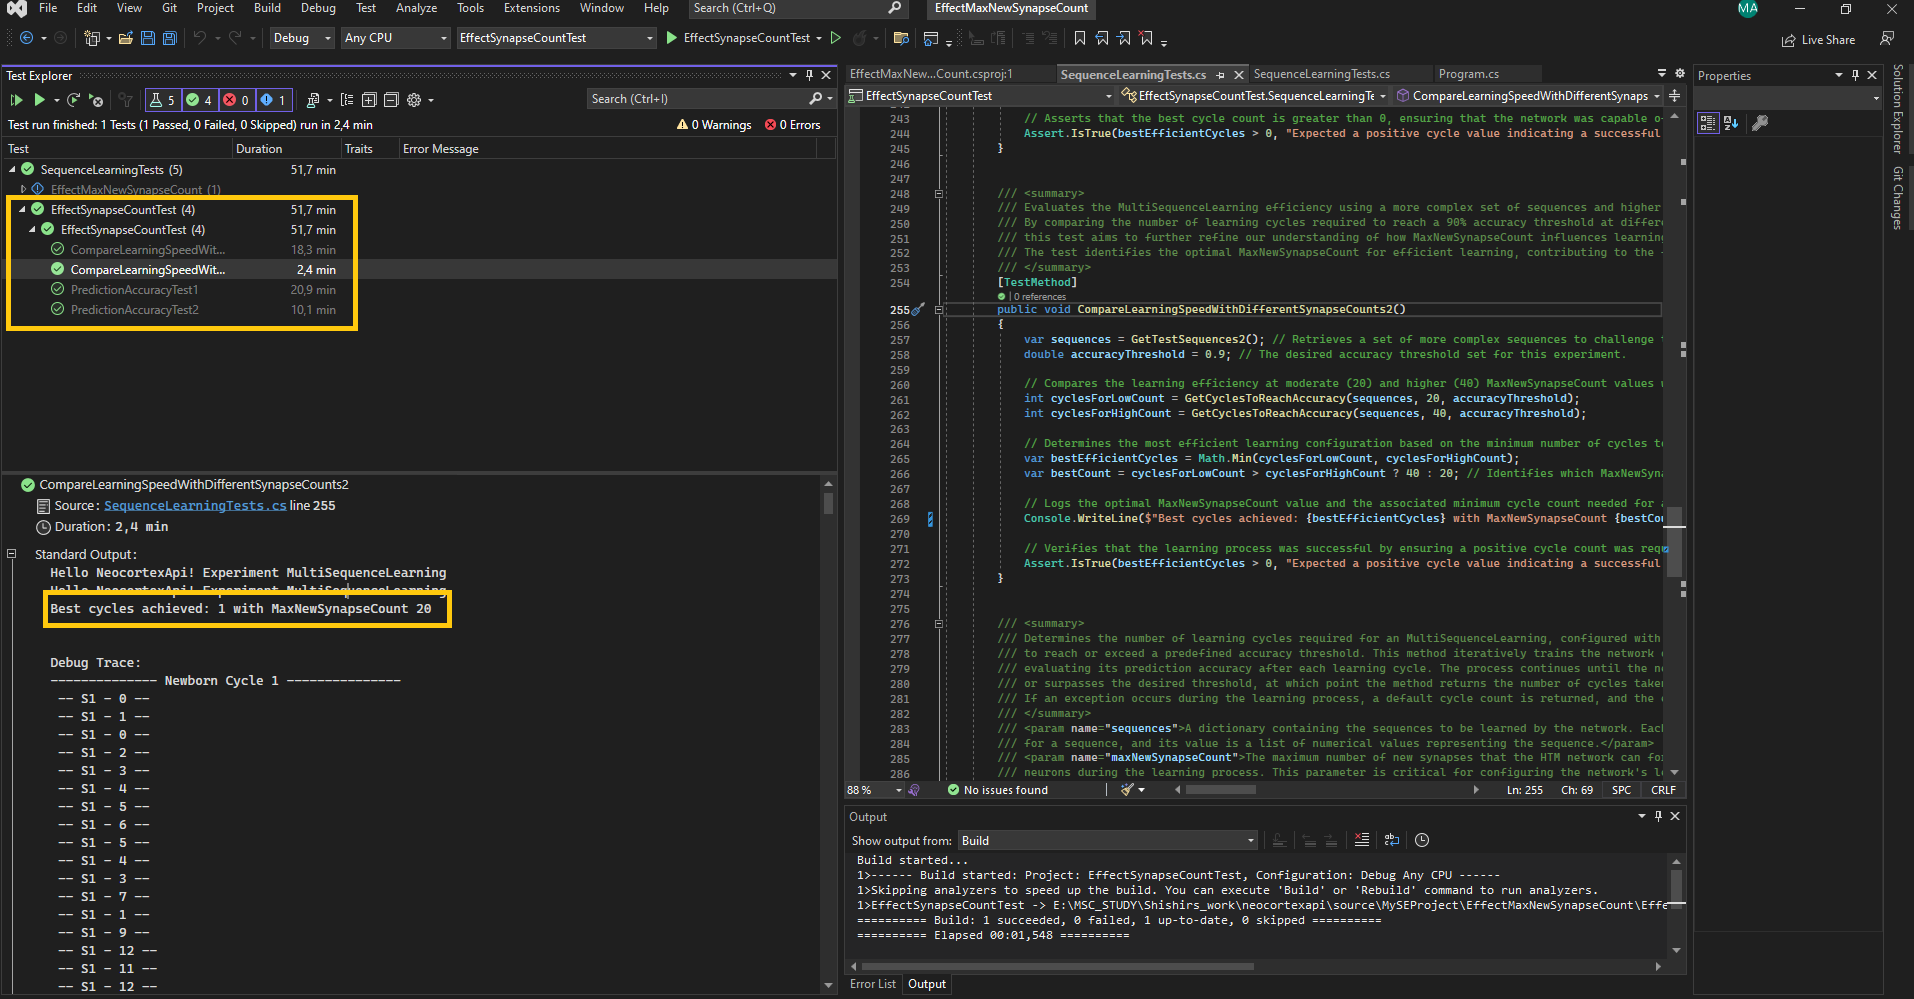 File Edit View Git Project Build Debug Test Analyze Tools Extensions Window Help Search (Ctrl+Q) EffectMaxNewSynapseCount MA
Debug Any CPU EffectSynapseCountTest EffectSynapseCountTest Live Share
Test Explorer
5 4 0 1 Search (Ctrl+I)
Test run finished: 1 Tests (1 Passed, 0 Failed, 0 Skipped) run in 2,4 min 0 Warnings 0 Errors
Test Duration Traits Error Message
SequenceLearningTests (5) 51,7 min
EffectMaxNewSynapseCount (1)
EffectSynapseCountTest (4) 51,7 min
EffectSynapseCountTest (4) 51,7 min
CompareLearningSpeedWit... 18,3 min
CompareLearningSpeedWit... 2,4 min
PredictionAccuracyTest1 20,9 min
PredictionAccuracyTest2 10,1 min
CompareLearningSpeedWithDifferentSynapseCounts2
Source: SequenceLearningTests.cs line 255
Duration: 2,4 min
Standard Output:
Hello NeocortexApi! Experiment MultiSequenceLearning
Hello NeocortexApi! Experiment MultiSequenceLearning
Best cycles achieved: 1 with MaxNewSynapseCount 20
Debug Trace:
-------------- Newborn Cycle 1 ---------------
-- S1 - 0 --
-- S1 - 1 --
-- S1 - 0 --
-- S1 - 2 --
-- S1 - 3 --
-- S1 - 4 --
-- S1 - 5 --
-- S1 - 6 --
-- S1 - 5 --
-- S1 - 4 --
-- S1 - 3 --
-- S1 - 7 --
-- S1 - 1 --
-- S1 - 9 --
-- S1 - 12 --
-- S1 - 11 --
-- S1 - 12 --
EffectMaxNew...Count.csproj:1 SequenceLearningTests.cs SequenceLearningTests.cs Program.cs
EffectSynapseCountTest EffectSynapseCountTest.SequenceLearningTe CompareLearningSpeedWithDifferentSynaps
243 // Asserts that the best cycle count is greater than 0, ensuring that the network was capable o
244 Assert.IsTrue(bestEfficientCycles > 0, "Expected a positive cycle value indicating a successful
245 }
246
247
248 /// <summary>
249 /// Evaluates the MultiSequenceLearning efficiency using a more complex set of sequences and higher
250 /// By comparing the number of learning cycles required to reach a 90% accuracy threshold at differe
251 /// this test aims to further refine our understanding of how MaxNewSynapseCount influences learning
252 /// The test identifies the optimal MaxNewSynapseCount for efficient learning, contributing to the
253 /// </summary>
254 [TestMethod]
| 0 references
255 public void CompareLearningSpeedWithDifferentSynapseCounts2()
256 {
257 var sequences = GetTestSequences2(); // Retrieves a set of more complex sequences to challenge
258 double accuracyThreshold = 0.9; // The desired accuracy threshold set for this experiment.
259
260 // Compares the learning efficiency at moderate (20) and higher (40) MaxNewSynapseCount values
261 int cyclesForLowCount = GetCyclesToReachAccuracy(sequences, 20, accuracyThreshold);
262 int cyclesForHighCount = GetCyclesToReachAccuracy(sequences, 40, accuracyThreshold);
263
264 // Determines the most efficient learning configuration based on the minimum number of cycles to
265 var bestEfficientCycles = Math.Min(cyclesForLowCount, cyclesForHighCount);
266 var bestCount = cyclesForLowCount > cyclesForHighCount ? 40 : 20; // Identifies which MaxNewSyna
267
268 // Logs the optimal MaxNewSynapseCount value and the associated minimum cycle count needed for a
269 Console.WriteLine($"Best cycles achieved: {bestEfficientCycles} with MaxNewSynapseCount {bestCou
270
271 // Verifies that the learning process was successful by ensuring a positive cycle count was requ
272 Assert.IsTrue(bestEfficientCycles > 0, "Expected a positive cycle value indicating a successful
273 }
274
275
276 /// <summary>
277 /// Determines the number of learning cycles required for an MultiSequenceLearning, configured with
278 /// to reach or exceed a predefined accuracy threshold. This method iteratively trains the network
279 /// evaluating its prediction accuracy after each learning cycle. The process continues until the ne
280 /// or surpasses the desired threshold, at which point the method returns the number of cycles taken
281 /// If an exception occurs during the learning process, a default cycle count is returned, and the
282 /// </summary>
283 /// <param name="sequences">A dictionary containing the sequences to be learned by the network. Each
284 /// for a sequence, and its value is a list of numerical values representing the sequence.</param>
285 /// <param name="maxNewSynapseCount">The maximum number of new synapses that the HTM network can for
286 /// neurons during the learning process. This parameter is critical for configuring the network's l
88 % No issues found Ln: 255 Ch: 69 SPC CRLF
Output
Show output from: Build
Build started...
1>------ Build started: Project: EffectSynapseCountTest, Configuration: Debug Any CPU ------
1>Skipping analyzers to speed up the build. You can execute 'Build' or 'Rebuild' command to run analyzers.
1>EffectSynapseCountTest -> E:\MSC_STUDY\Shishirs_work\neocortexapi\source\MySEProject\EffectMaxNewSynapseCount\Effe
========== Build: 1 succeeded, 0 failed, 1 up-to-date, 0 skipped ==========
========== Elapsed 00:01,548 ==========
Error List Output
Properties
Solution Explorer
Git Changes